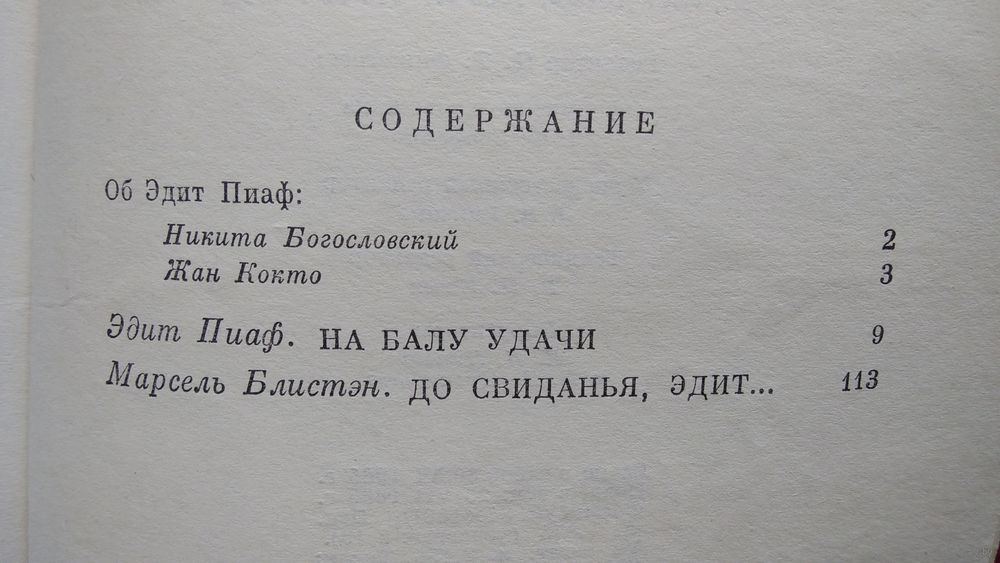 СОДЕРЖАНИЕ
Об Эдит Пиаф:
Никита Богословский 2
Жан Кокто 3
Эдит Пиаф. НА БАЛУ УДАЧИ 9
Марсель Блистэн. ДО СВИДАНЬЯ, ЭДИТ... 113